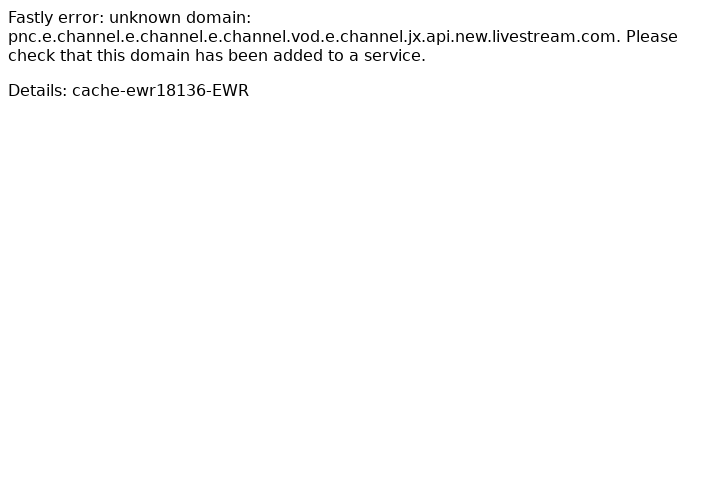 Fastly error: unknown domain:
pnc.e.channel.e.channel.e.channel.vod.e.channel.jx.api.new.livestream.com. Please
check that this domain has been added to a service.
Details: cache-ewr18136-EWR